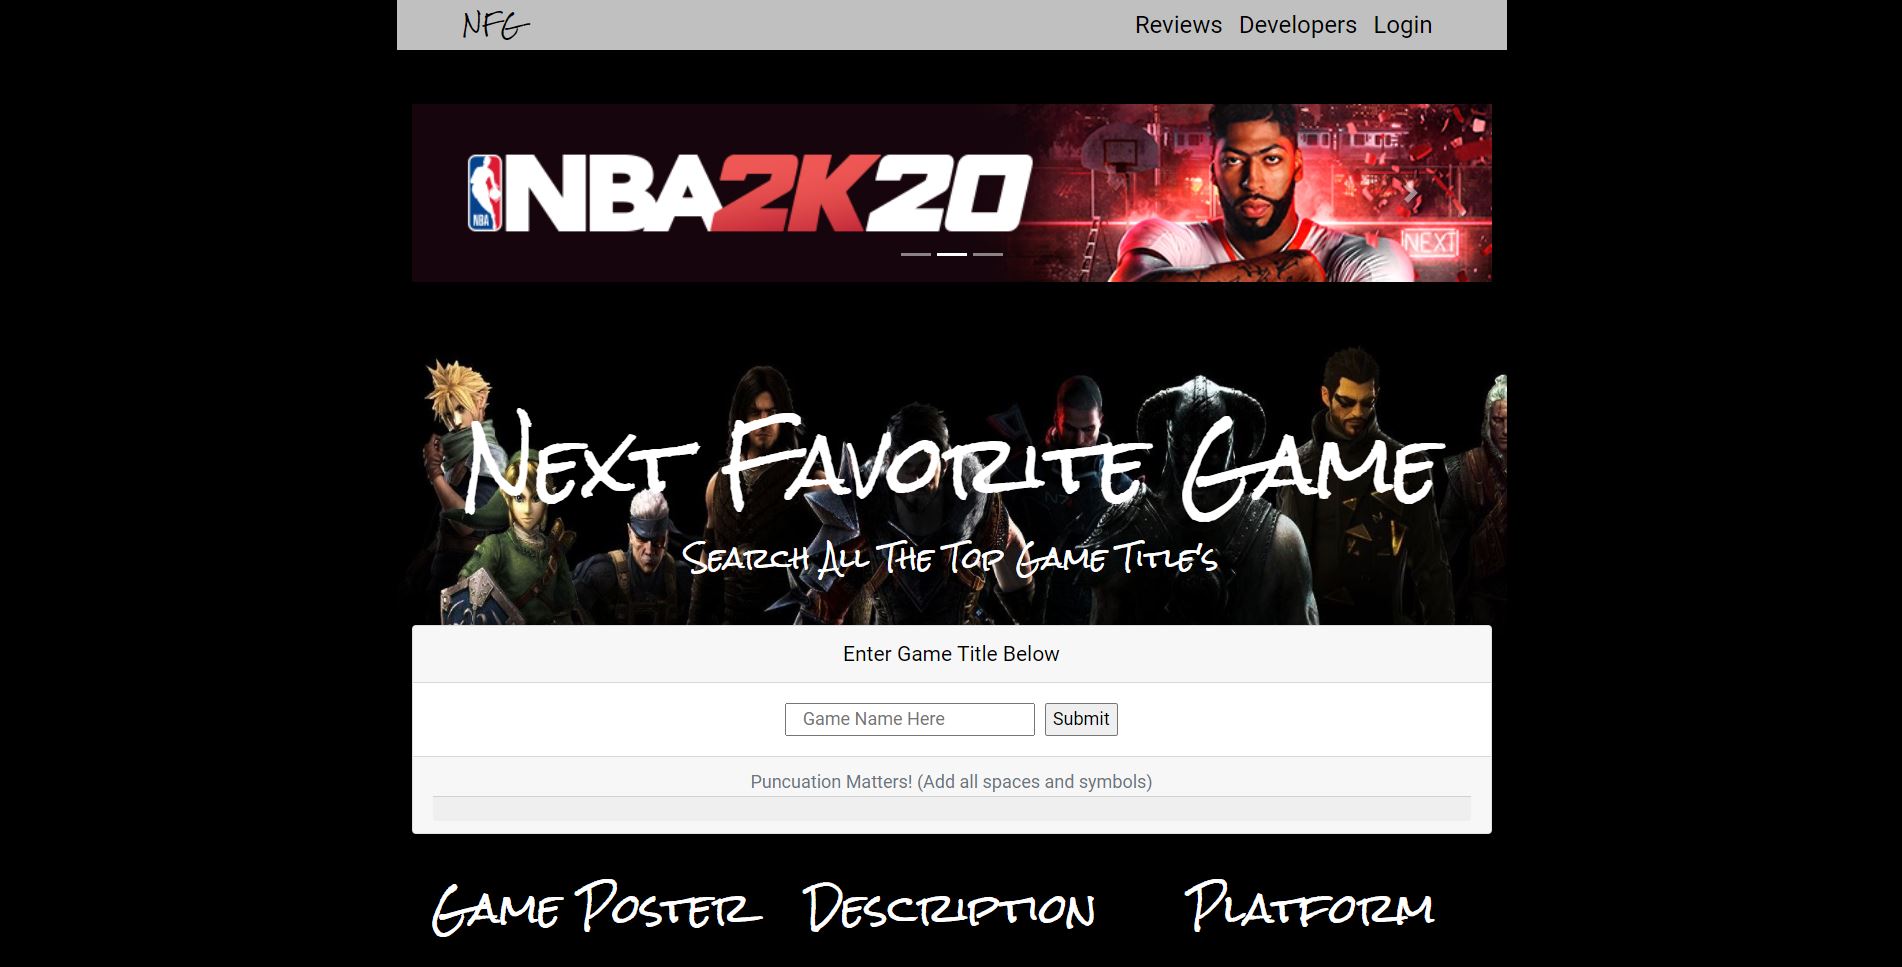 NFG Reviews Developers Login
NBA NBA2K20
NEXT
Next Favorite Game
Search All The Top Game Title's
Enter Game Title Below
Game Name Here Submit
Puncuation Matters! (Add all spaces and symbols)
Game Poster Description Platform